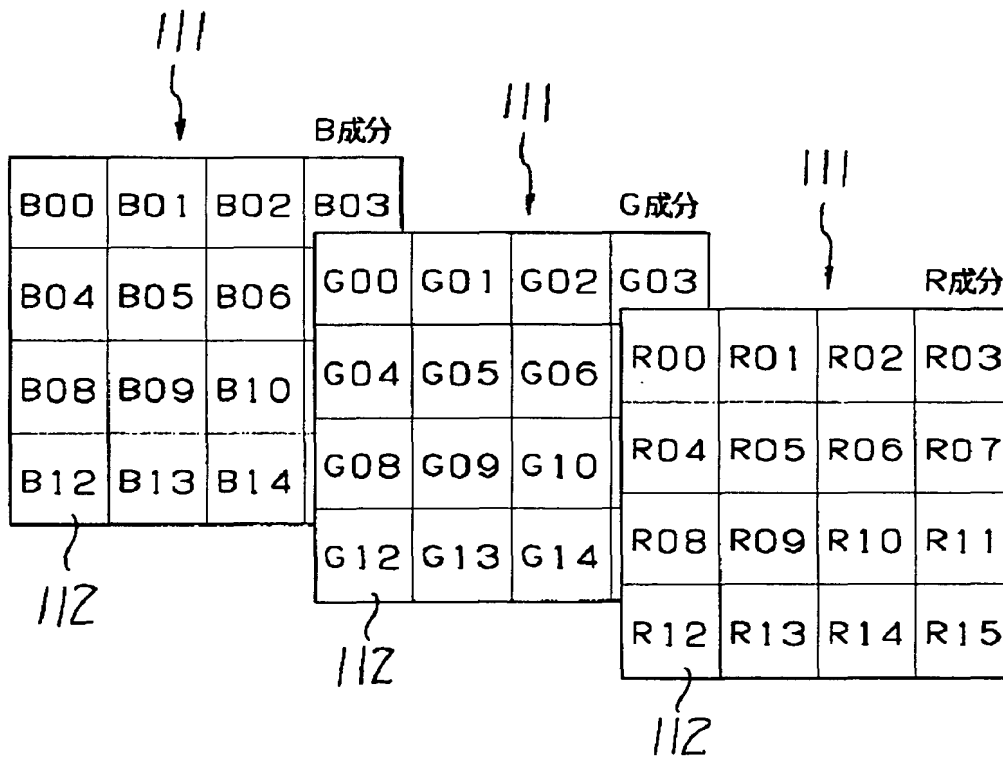 111
111
111
B成分
G成分
R成分
B00 B01 B02 B03
B04 B05 B06
B08 B09 B10
B12 B13 B14
112
G00 G01 G02 G03
G04 G05 G06
G08 G09 G10
G12 G13 G14
112
R00 R01 R02 R03
R04 R05 R06 R07
R08 R09 R10 R11
R12 R13 R14 R15
112